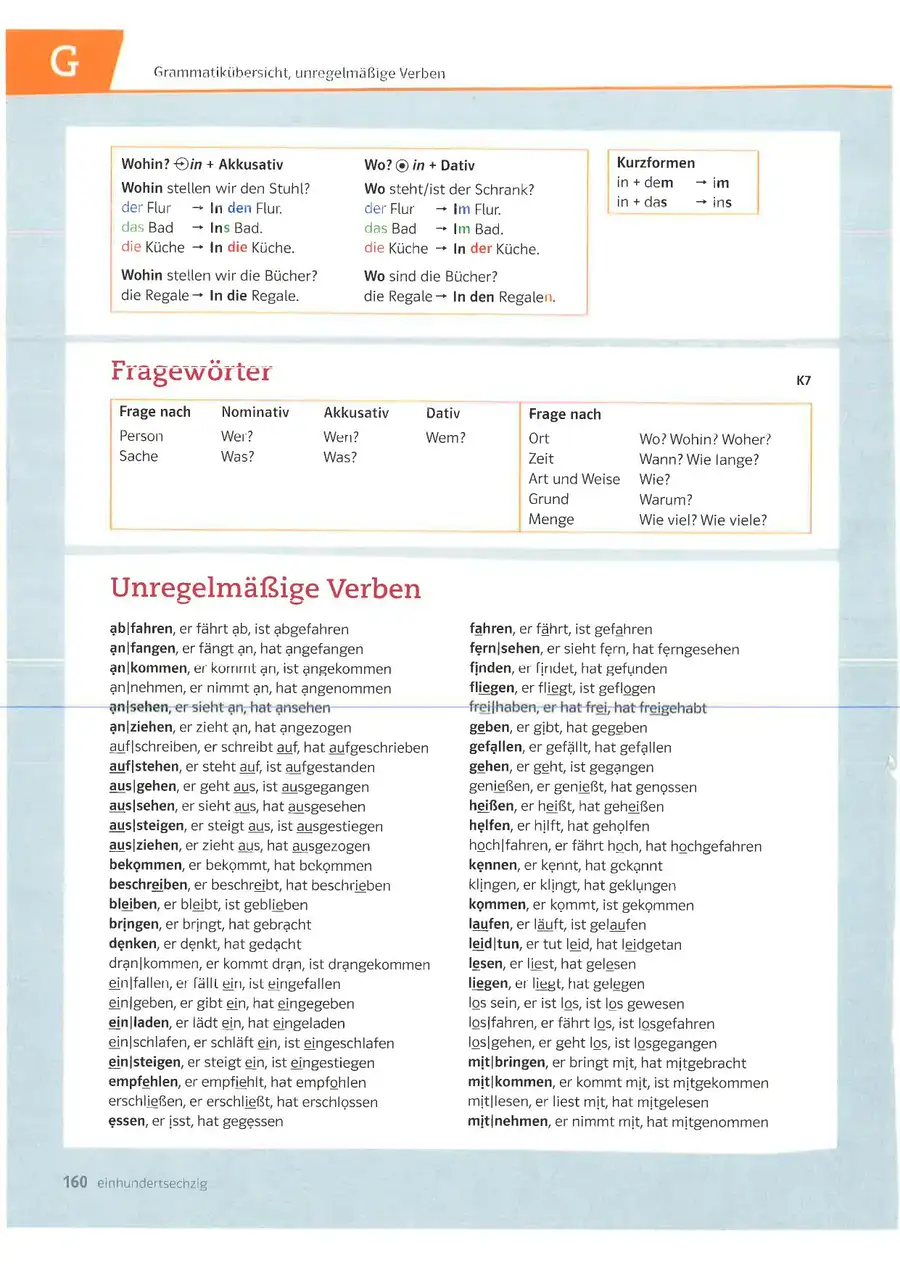 G
Grammatikübersicht, unregelmäßige Verben
Wohin? in + Akkusativ
Wohin stellen wir den Stuhl?
der Flur → In den Flur.
das Bad → Ins Bad.
die Küche → In die Küche.
Wohin stellen wir die Bücher?
die Regale → In die Regale.
Wo? in + Dativ
Wo steht/ist der Schrank?
der Flur → Im Flur.
das Bad → Im Bad.
die Küche → In der Küche.
Wo sind die Bücher?
die Regale → In den Regalen.
Kurzformen
in + dem → im
in + das → ins
Fragewörter
K7
Frage nach Nominativ Akkusativ Dativ
Person Wer? Wen? Wem?
Sache Was? Was?
Frage nach
Ort Wo? Wohin? Woher?
Zeit Wann? Wie lange?
Art und Weise Wie?
Grund Warum?
Menge Wie viel? Wie viele?
Unregelmäßige Verben
ab|fahren, er fährt ab, ist abgefahren
an|fangen, er fängt an, hat angefangen
an|kommen, er kommt an, ist angekommen
an|nehmen, er nimmt an, hat angenommen
an|sehen, er sieht an, hat ansehen
an|ziehen, er zieht an, hat angezogen
auf|schreiben, er schreibt auf, hat aufgeschrieben
auf|stehen, er steht auf, ist aufgestanden
aus|gehen, er geht aus, ist ausgegangen
aus|sehen, er sieht aus, hat ausgesehen
aus|steigen, er steigt aus, ist ausgestiegen
aus|ziehen, er zieht aus, hat ausgezogen
bekommen, er bekommt, hat bekommen
beschreiben, er beschreibt, hat beschrieben
bleiben, er bleibt, ist geblieben
bringen, er bringt, hat gebracht
denken, er denkt, hat gedacht
dran|kommen, er kommt dran, ist drangekommen
ein|fallen, er fällt ein, ist eingefallen
ein|geben, er gibt ein, hat eingegeben
ein|laden, er lädt ein, hat eingeladen
ein|schlafen, er schläft ein, ist eingeschlafen
ein|steigen, er steigt ein, ist eingestiegen
empfehlen, er empfiehlt, hat empfohlen
erschließen, er erschließt, hat erschlossen
essen, er isst, hat gegessen
fahren, er fährt, ist gefahren
fern|sehen, er sieht fern, hat ferngesehen
finden, er findet, hat gefunden
fliegen, er fliegt, ist geflogen
frei|haben, er hat frei, hat freigehabt
geben, er gibt, hat gegeben
gefallen, er gefällt, hat gefallen
gehen, er geht, ist gegangen
genießen, er genießt, hat genossen
heißen, er heißt, hat geheißen
helfen, er hilft, hat geholfen
hoch|fahren, er fährt hoch, hat hochgefahren
kennen, er kennt, hat gekannt
klingen, er klingt, hat geklungen
kommen, er kommt, ist gekommen
laufen, er läuft, ist gelaufen
leid|tun, er tut leid, hat leidgetan
lesen, er liest, hat gelesen
liegen, er liegt, hat gelegen
los sein, er ist los, ist los gewesen
los|fahren, er fährt los, ist losgefahren
los|gehen, er geht los, ist losgegangen
mit|bringen, er bringt mit, hat mitgebracht
mit|kommen, er kommt mit, ist mitgekommen
mit|lesen, er liest mit, hat mitgelesen
mit|nehmen, er nimmt mit, hat mitgenommen
160 einhundertsechzig